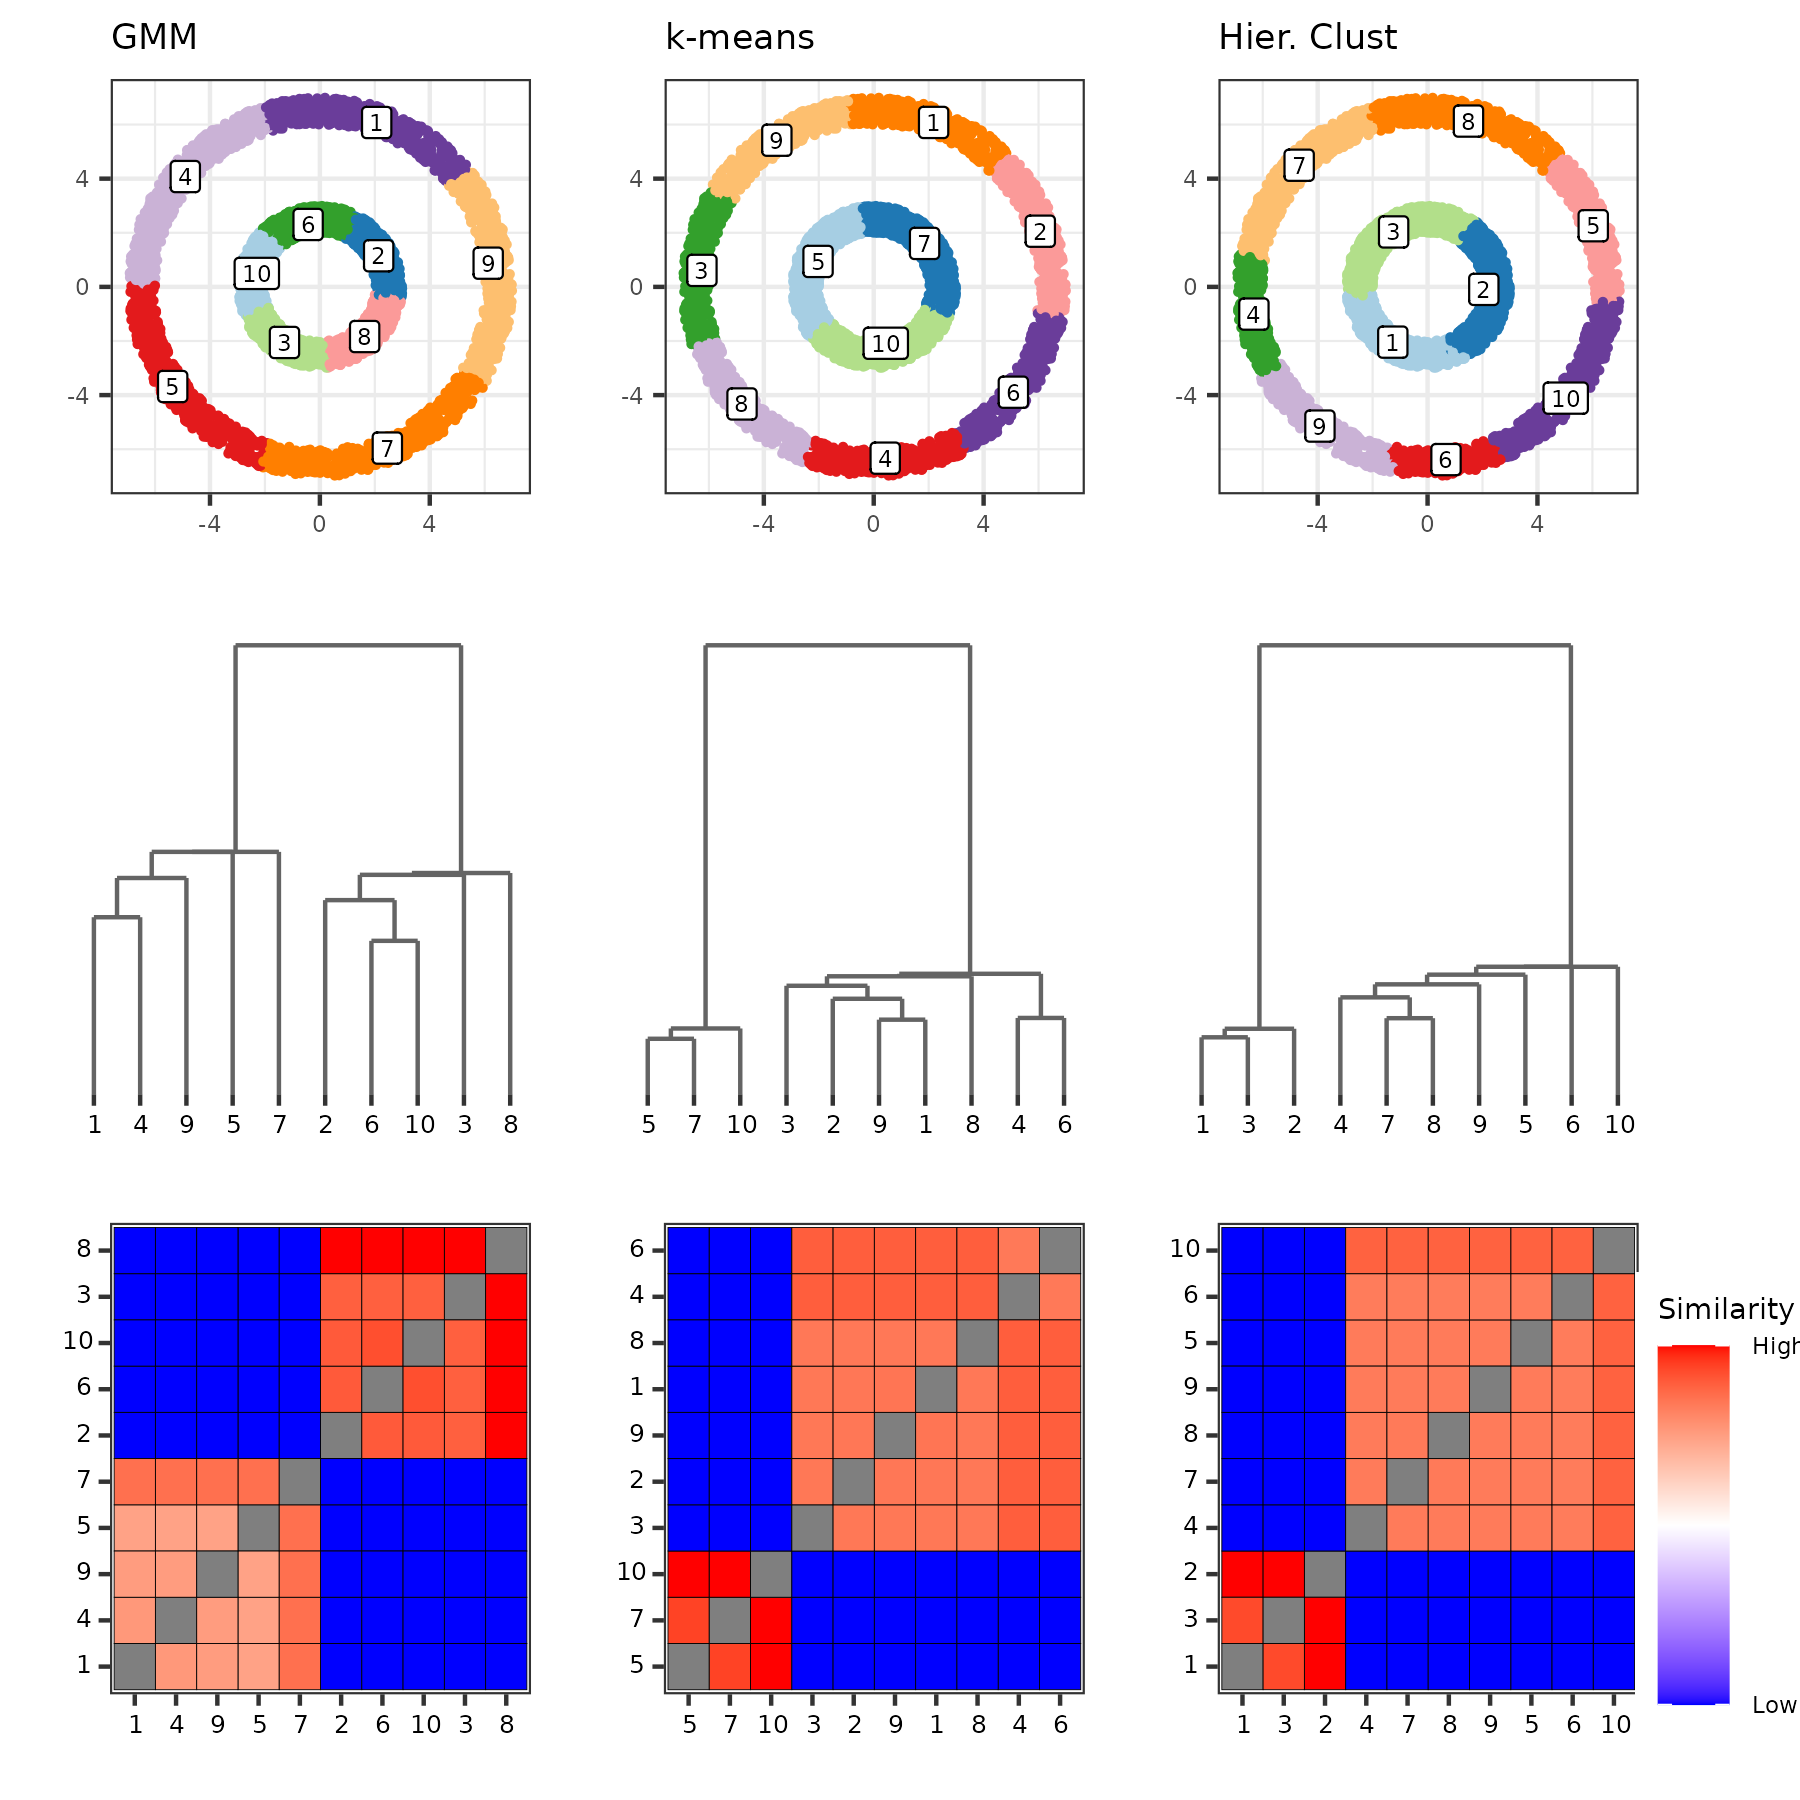 GMM k-means Hier. Clust
1 1 8
9 7
4 4 4 4
6 5
2 2
7 3
2
5
9 3
10
0 0 0 2
4
8 10 1
3
5 6 10
-4 -4 8 -4
9
7 4 6
-4 0 4 -4 0 4 -4 0 4
1 4 9 5 7 2 6 10 3 8 5 7 10 3 2 9 1 8 4 6 1 3 2 4 7 8 9 5 6 10
8 6 10
3 4 6
Similarity
10 8 5 High
6 1 9
2 9 8
7 2 7
5 3 4
9 10 2
4 7 3
1 5 1
Low
1 4 9 5 7 2 6 10 3 8 5 7 10 3 2 9 1 8 4 6 1 3 2 4 7 8 9 5 6 10